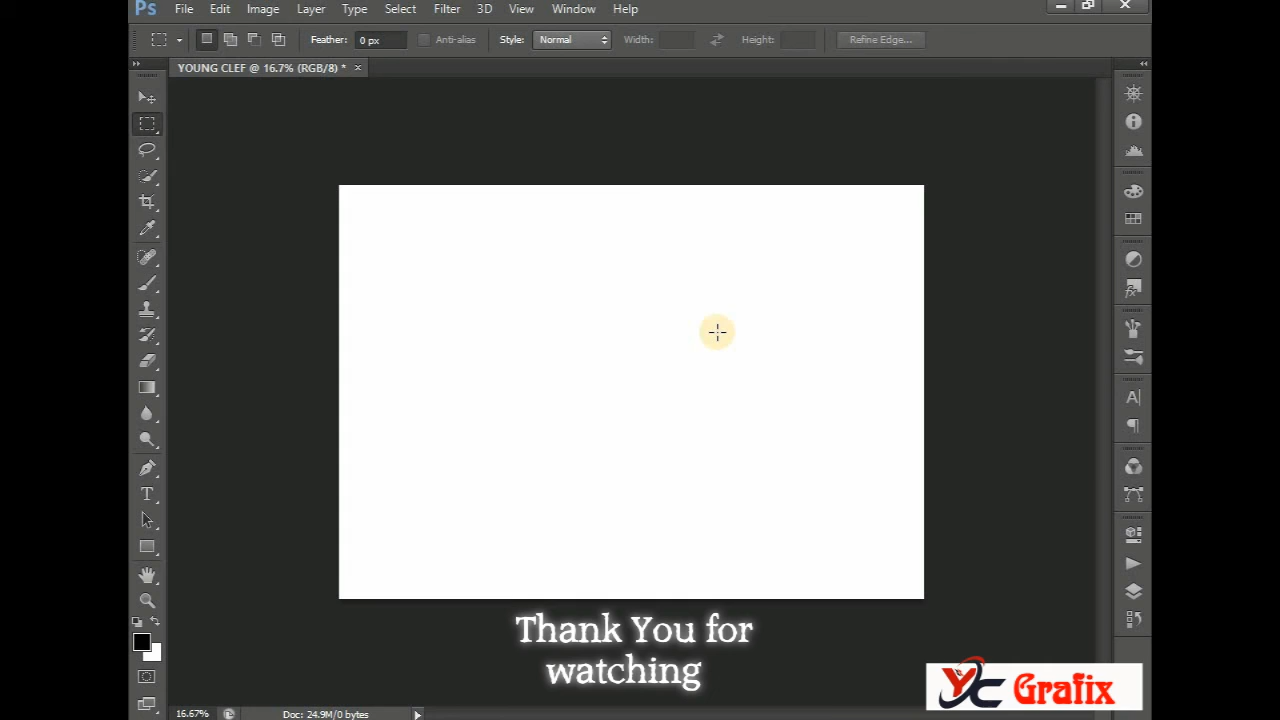 Ps File Edit Image Layer Type Select Filter 3D View Window Help
Feather: 0 px Anti-alias Style: Normal Width: Height: Refine Edge...
YOUNG CLEF @ 16.7% (RGB/8) * ×
Thank You for
watching
YC Grafix
16.67% Doc: 24.9M/0 bytes